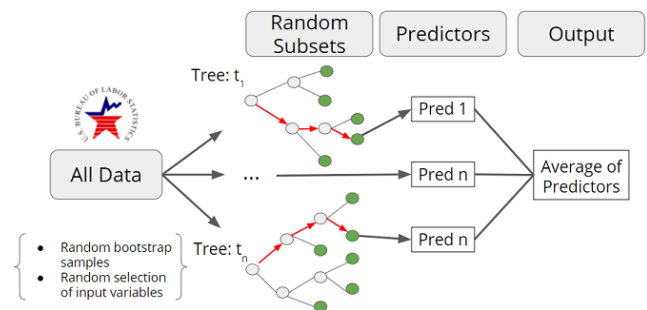 Random
Subsets
Predictors
Output
Tree: t1
U.S. BUREAU OF LABOR STATISTICS
Pred 1
All Data
...
Pred n
Average of
Predictors
Tree: tn
Pred n
Random bootstrap
samples
Random selection
of input variables